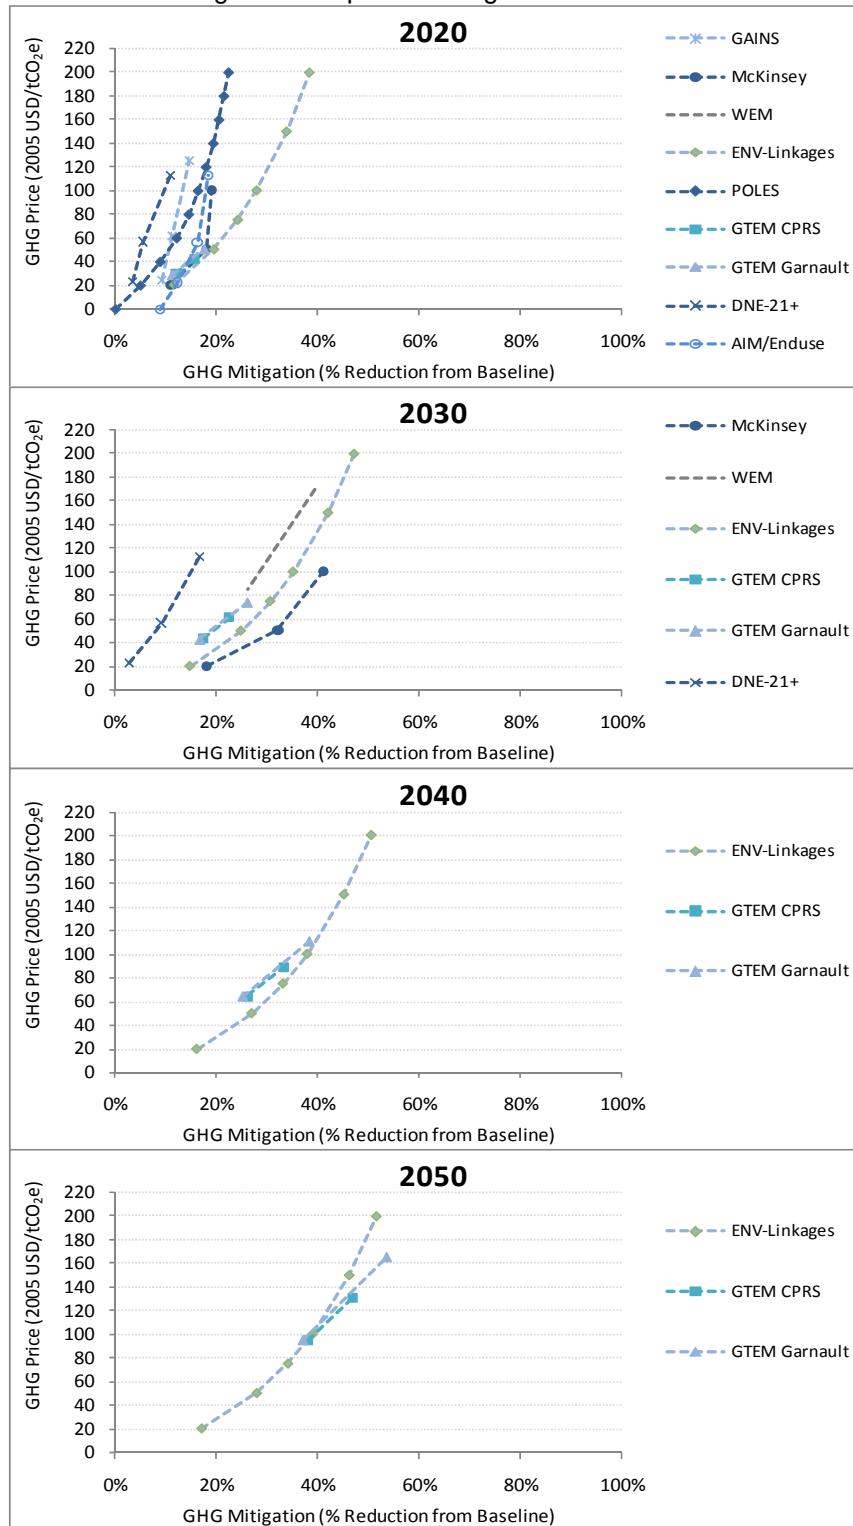 2020
GHG Price (2005 USD/tCO₂e)
220
200
180
160
140
120
100
80
60
40
20
0
0% 20% 40% 60% 80% 100%
GHG Mitigation (% Reduction from Baseline)
GAINS
McKinsey
WEM
ENV-Linkages
POLES
GTEM CPRS
GTEM Garnault
DNE-21+
AIM/Enduse
2030
GHG Price (2005 USD/tCO₂e)
220
200
180
160
140
120
100
80
60
40
20
0
0% 20% 40% 60% 80% 100%
GHG Mitigation (% Reduction from Baseline)
McKinsey
WEM
ENV-Linkages
GTEM CPRS
GTEM Garnault
DNE-21+
2040
GHG Price (2005 USD/tCO₂e)
220
200
180
160
140
120
100
80
60
40
20
0
0% 20% 40% 60% 80% 100%
GHG Mitigation (% Reduction from Baseline)
ENV-Linkages
GTEM CPRS
GTEM Garnault
2050
GHG Price (2005 USD/tCO₂e)
220
200
180
160
140
120
100
80
60
40
20
0
0% 20% 40% 60% 80% 100%
GHG Mitigation (% Reduction from Baseline)
ENV-Linkages
GTEM CPRS
GTEM Garnault